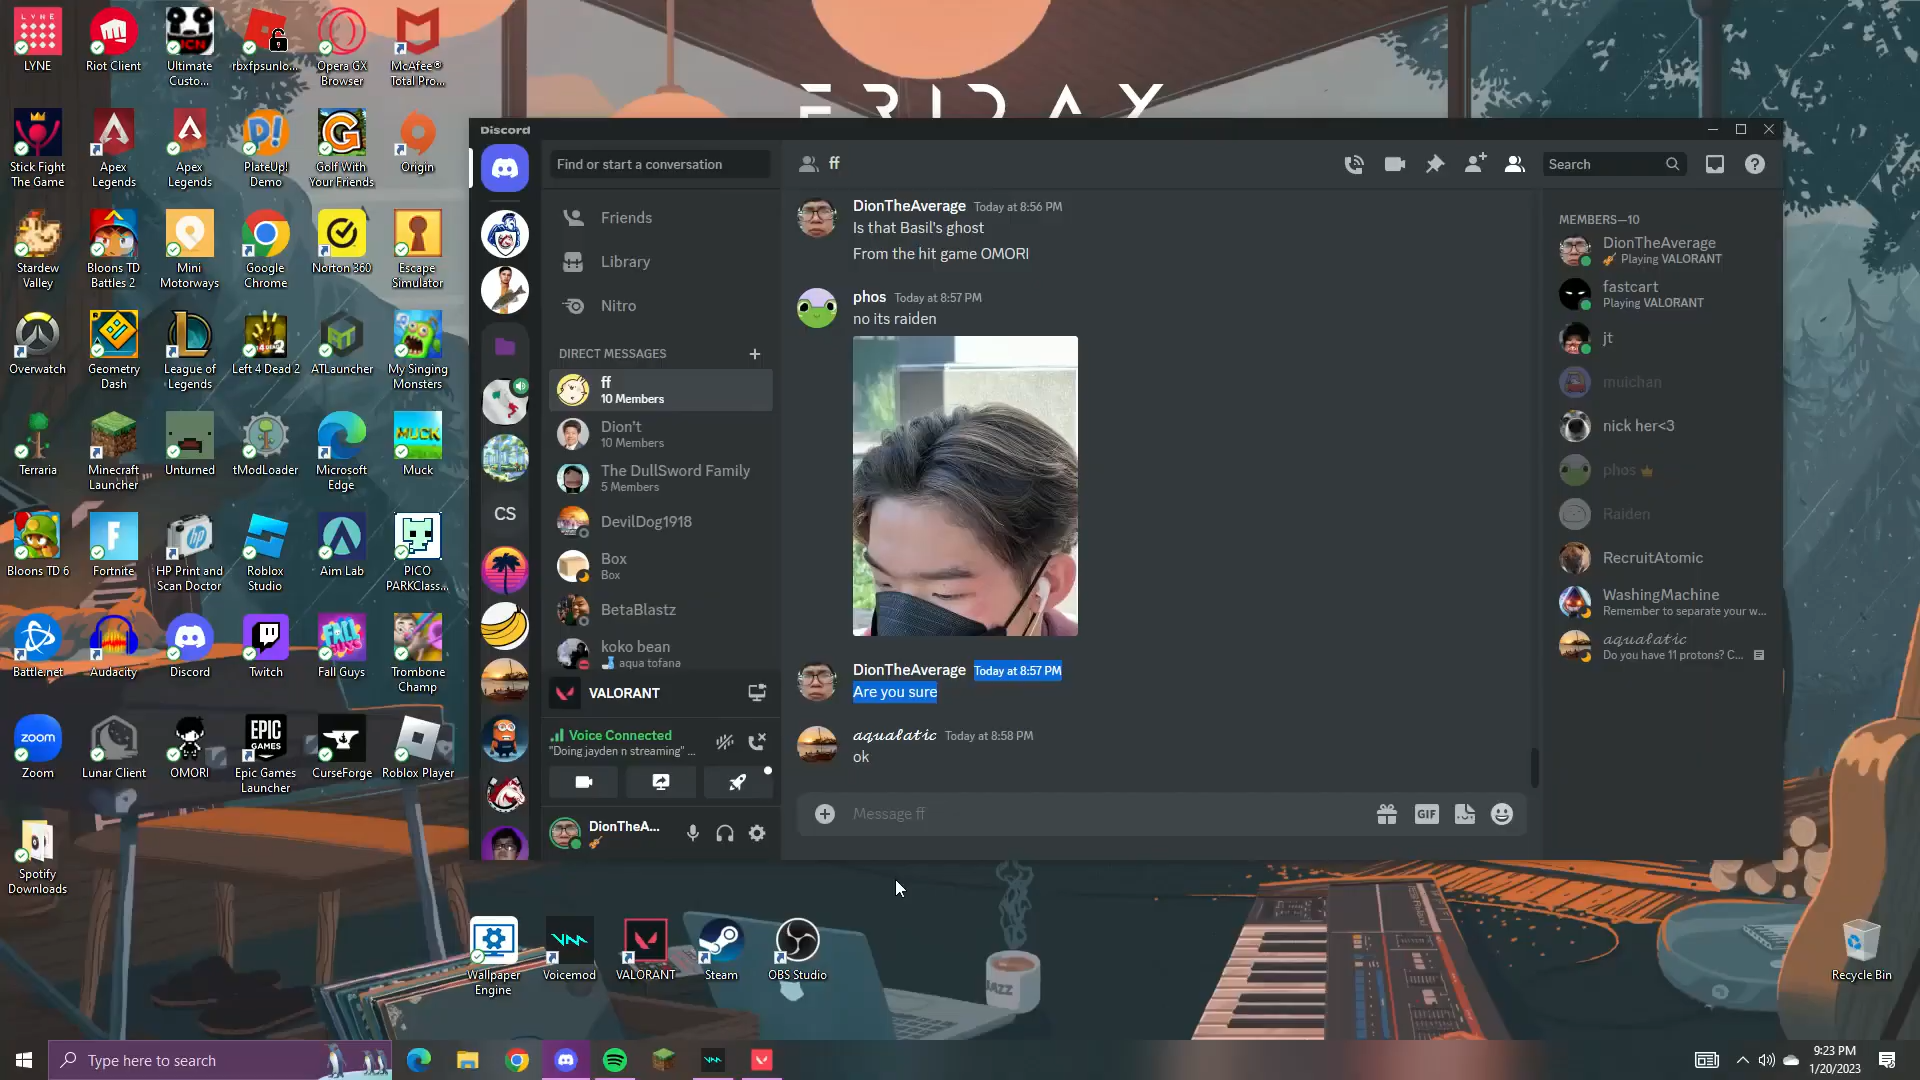 FRIDAY
LYNE
Riot Client
Ultimate
Custo...
rbxfpsunlo...
Opera GX
Browser
McAfee®
Total Pro...
Stick Fight
The Game
Apex
Legends
Apex
Legends
PlateUp!
Demo
Golf With
Your Friends
Origin
Stardew
Valley
Bloons TD
Battles 2
Mini
Motorways
Google
Chrome
Norton 360
Escape
Simulator
Overwatch
Geometry
Dash
League of
Legends
Left 4 Dead 2
ATLauncher
My Singing
Monsters
Terraria
Minecraft
Launcher
Unturned
tModLoader
Microsoft
Edge
MUCK
Muck
Bloons TD 6
Fortnite
HP Print and
Scan Doctor
Roblox
Studio
Aim Lab
PICO
PARKClass...
Battle.net
Audacity
Discord
Twitch
Fall Guys
Trombone
Champ
zoom
Zoom
Lunar Client
OMORI
EPIC
GAMES
Epic Games
Launcher
CurseForge
Roblox Player
Spotify
Downloads
Wallpaper
Engine
Voicemod
VALORANT
Steam
OBS Studio
JAZZ
Recycle Bin
Discord
CS
Find or start a conversation
Friends
Library
Nitro
DIRECT MESSAGES
ff
10 Members
Dion't
10 Members
The DullSword Family
5 Members
DevilDog1918
Box
Box
BetaBlastz
koko bean
aqua tofana
VALORANT
Voice Connected
"Doing jayden n streaming" ...
DionTheA...
ff
Search
DionTheAverage Today at 8:56 PM
Is that Basil's ghost
From the hit game OMORI
phos Today at 8:57 PM
no its raiden
DionTheAverage Today at 8:57 PM
Are you sure
𝓪𝓺𝓾𝓪𝓵𝓪𝓽𝓲𝓬 Today at 8:58 PM
ok
Message ff
GIF
MEMBERS—10
DionTheAverage
Playing VALORANT
fastcart
Playing VALORANT
jt
muichan
nick her<3
phos
Raiden
RecruitAtomic
WashingMachine
Remember to separate your w...
𝓪𝓺𝓾𝓪𝓵𝓪𝓽𝓲𝓬
Do you have 11 protons? C...
Type here to search
9:23 PM
1/20/2023